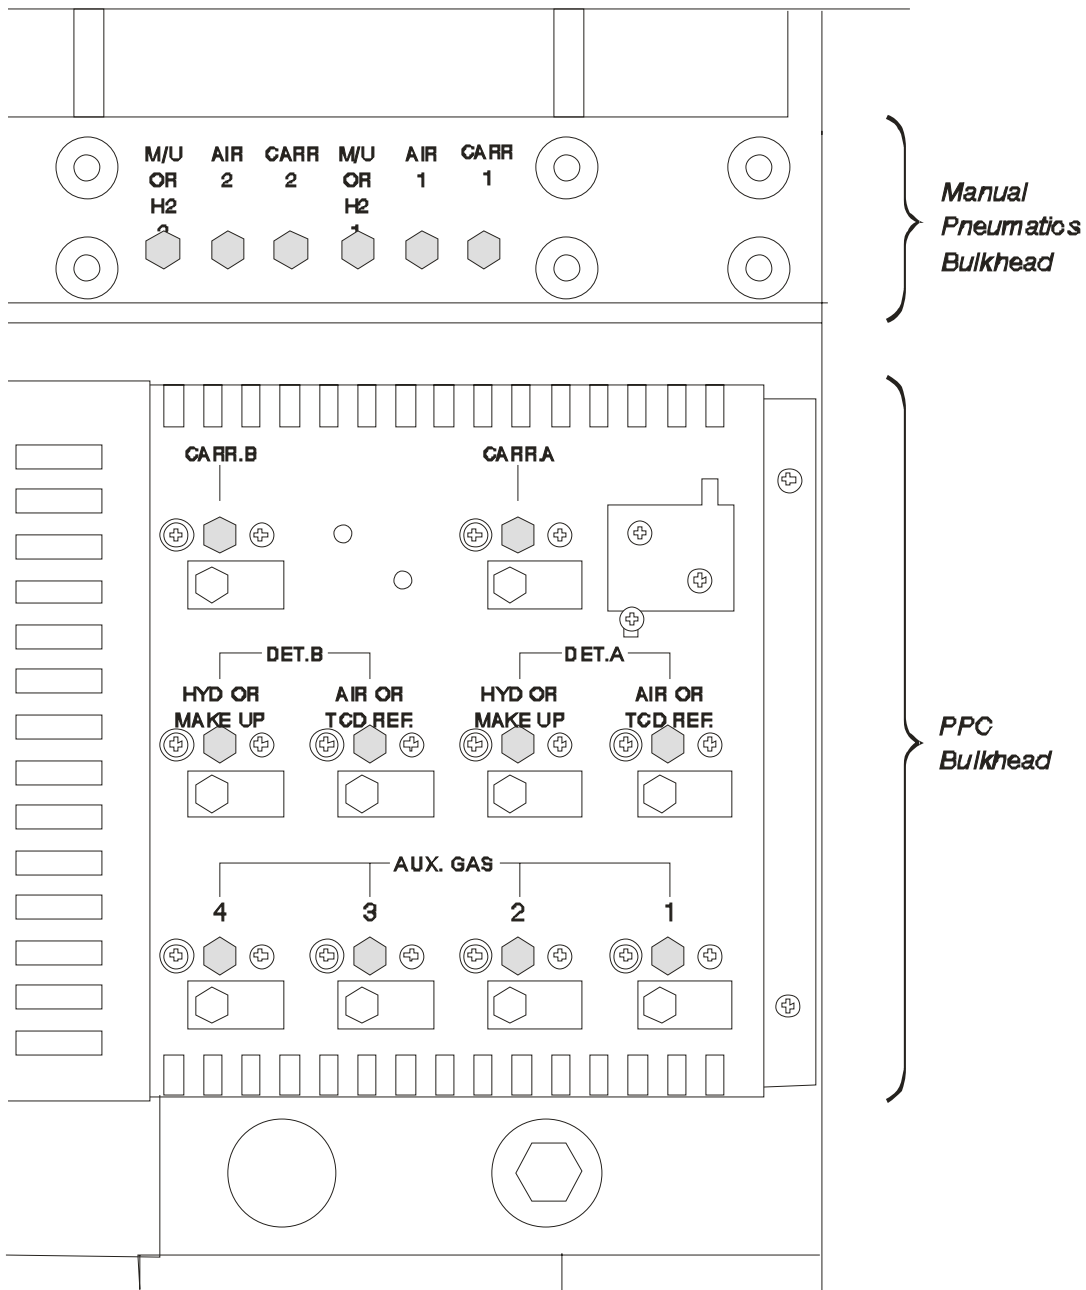 M/U OR H2 2
AIR 2
CARR 2
M/U OR H2 1
AIR 1
CARR 1
Manual
Pneumatics
Bulkhead
CARR.B
CARR.A
DET.B
DET.A
HYD OR
MAKE UP
AIR OR
TCD REF.
HYD OR
MAKE UP
AIR OR
TCD REF.
PPC
Bulkhead
AUX. GAS
4
3
2
1